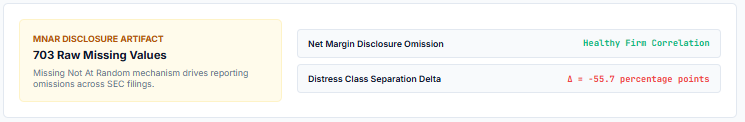 MNAR DISCLOSURE ARTIFACT
703 Raw Missing Values
Missing Not At Random mechanism drives reporting
omissions across SEC filings.
Net Margin Disclosure Omission
Healthy Firm Correlation
Distress Class Separation Delta
Δ = -55.7 percentage points